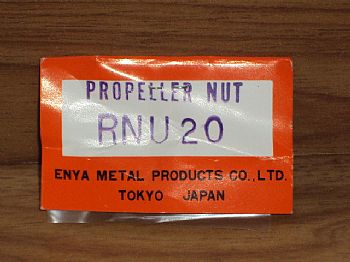 PROPELLER NUT
RNU20
ENYA METAL PRODUCTS CO.,LTD.
TOKYO JAPAN